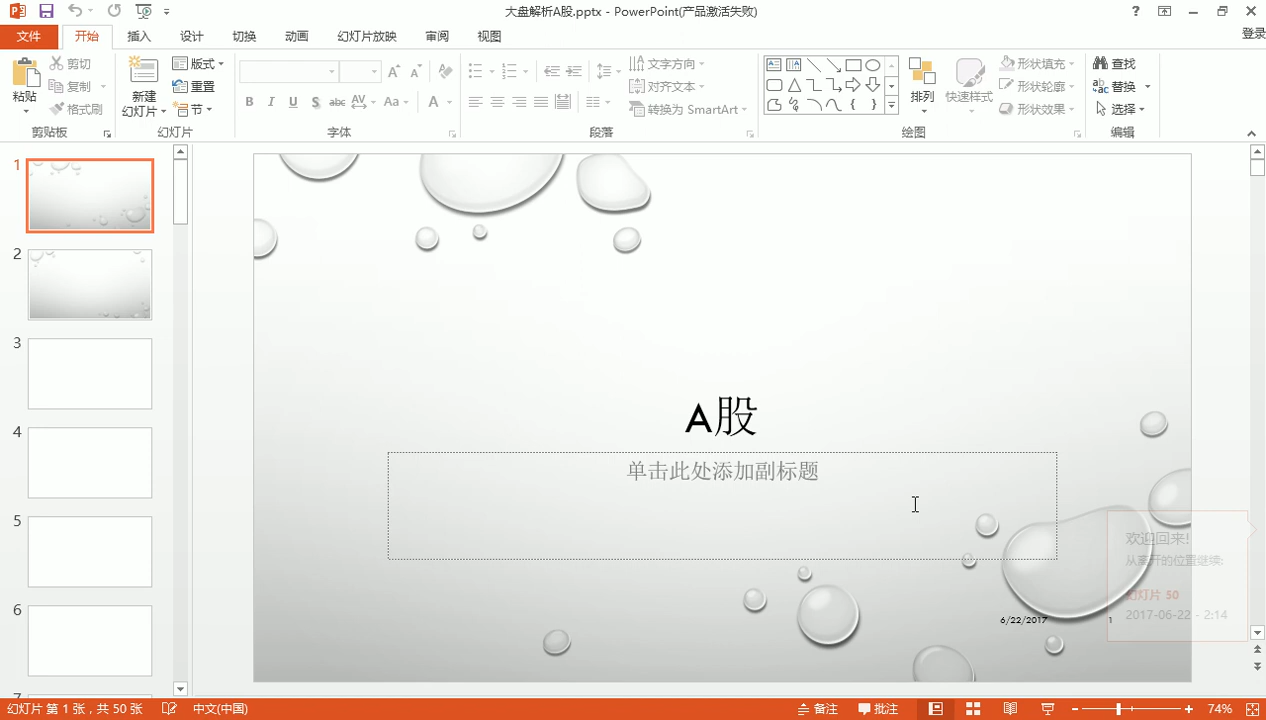 大盘解析A股.pptx - PowerPoint(产品激活失败)
文件 开始 插入 设计 切换 动画 幻灯片放映 审阅 视图 登录
粘贴 剪切 复制 格式刷 剪贴板
新建 幻灯片 版式 重置 节 幻灯片
B I U S abc AV Aa A 字体
文字方向 对齐文本 转换为 SmartArt 段落
排列 快速样式 形状填充 形状轮廓 形状效果 绘图
查找 替换 选择 编辑
1
2
3
4
5
6
A股
单击此处添加副标题
欢迎回来!
从离开的位置继续:
幻灯片 50
2017-06-22 - 2:14
6/22/2017
1
幻灯片 第 1 张，共 50 张 中文(中国) 备注 批注 74%